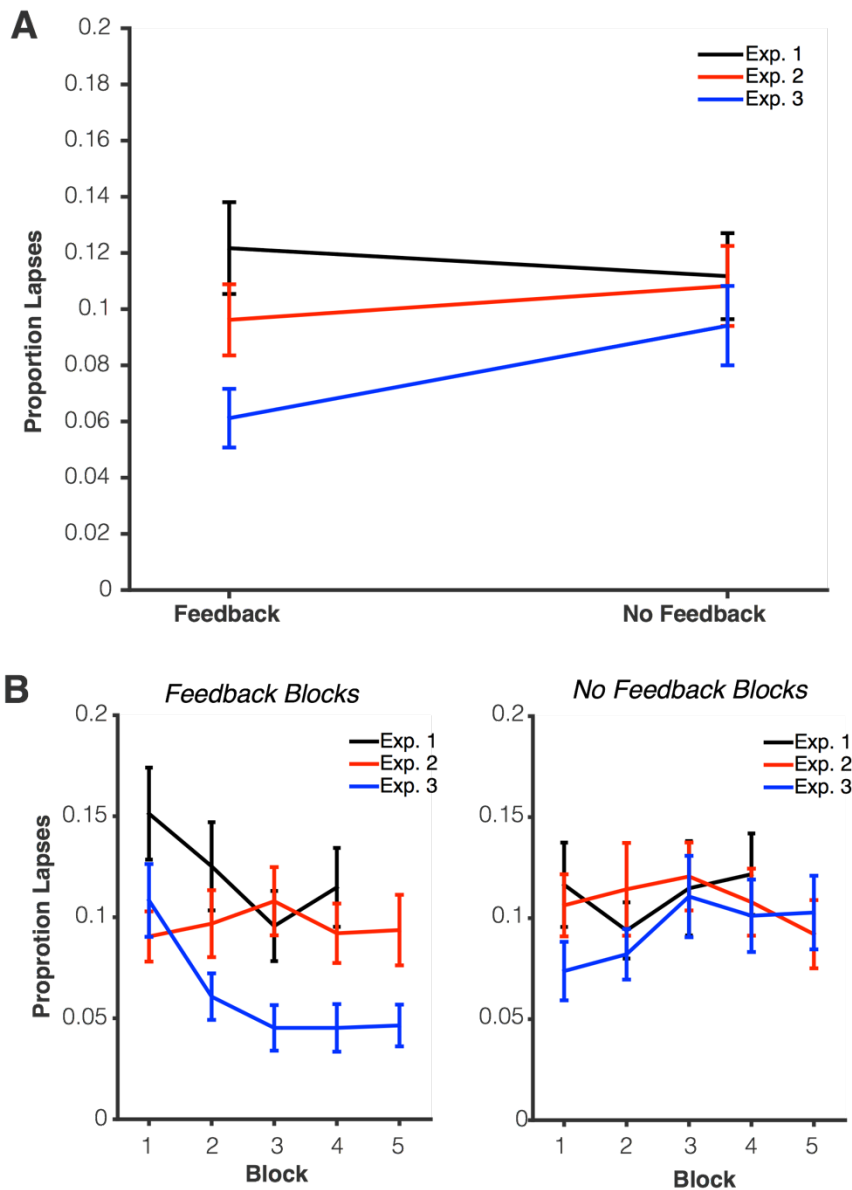 A
0.2
0.18
0.16
0.14
0.12
0.1
0.08
0.06
0.04
0.02
0
Proportion Lapses
Exp. 1
Exp. 2
Exp. 3
Feedback
No Feedback
B
Feedback Blocks
0.2
0.15
0.1
0.05
0
Proprotion Lapses
Exp. 1
Exp. 2
Exp. 3
1 2 3 4 5
Block
No Feedback Blocks
0.2
0.15
0.1
0.05
0
Exp. 1
Exp. 2
Exp. 3
1 2 3 4 5
Block